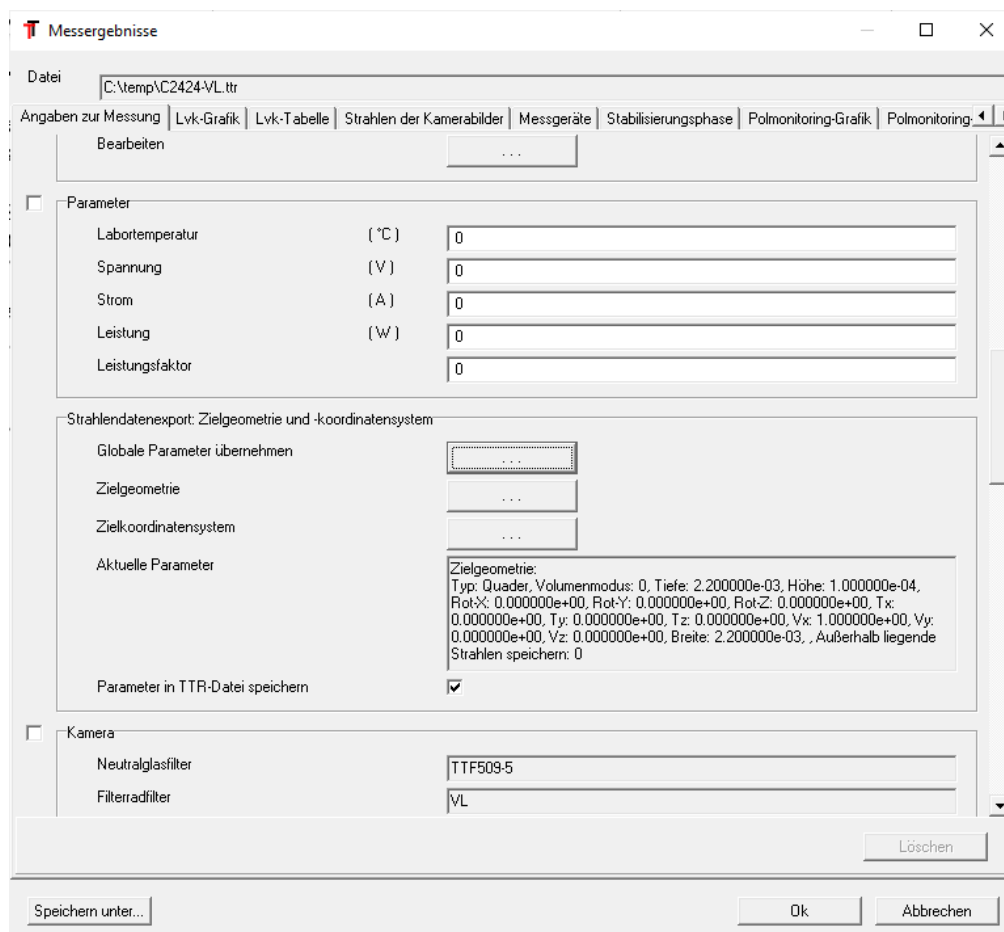 Messergebnisse
Datei
C:\temp\C2424-VL.ttr
Angaben zur Messung Lvk-Grafik Lvk-Tabelle Strahlen der Kamerabilder Messgeräte Stabilisierungsphase Polmonitoring-Grafik Polmonitoring-
Bearbeiten ...
Parameter
Labortemperatur (°C) 0
Spannung (V) 0
Strom (A) 0
Leistung (W) 0
Leistungsfaktor 0
Strahlendatenexport: Zielgeometrie und -koordinatensystem
Globale Parameter übernehmen ...
Zielgeometrie ...
Zielkoordinatensystem ...
Aktuelle Parameter
Zielgeometrie:
Typ: Quader, Volumenmodus: 0, Tiefe: 2.200000e-03, Höhe: 1.000000e-04,
Rot-X: 0.000000e+00, Rot-Y: 0.000000e+00, Rot-Z: 0.000000e+00, Tx:
0.000000e+00, Ty: 0.000000e+00, Tz: 0.000000e+00, Vx: 1.000000e+00, Vy:
0.000000e+00, Vz: 0.000000e+00, Breite: 2.200000e-03, , Außerhalb liegende
Strahlen speichern: 0
Parameter in TTR-Datei speichern
Kamera
Neutralglasfilter TTF509-5
Filterradfilter VL
Löschen
Speichern unter... Ok Abbrechen